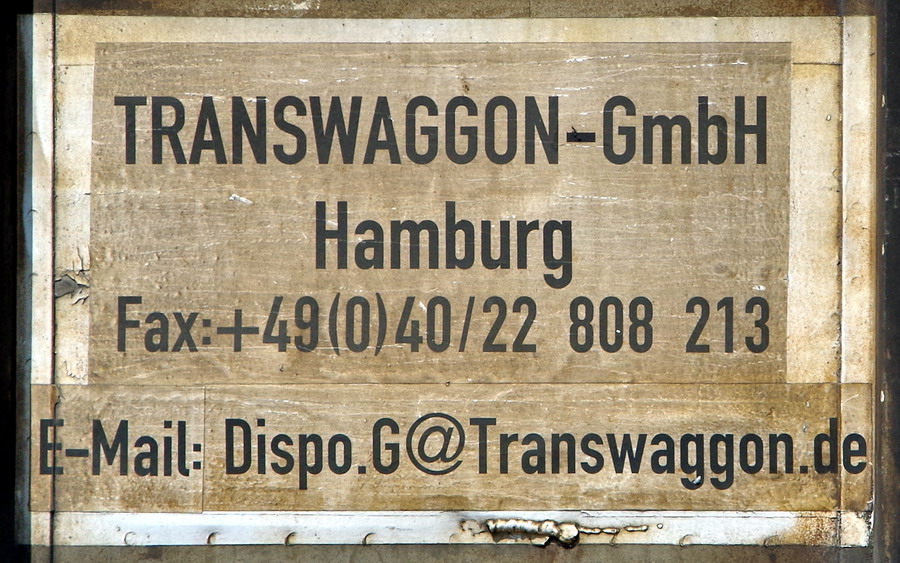 TRANSWAGGON-GmbH
Hamburg
Fax:+49(0)40/22 808 213
E-Mail: Dispo.G@Transwaggon.de